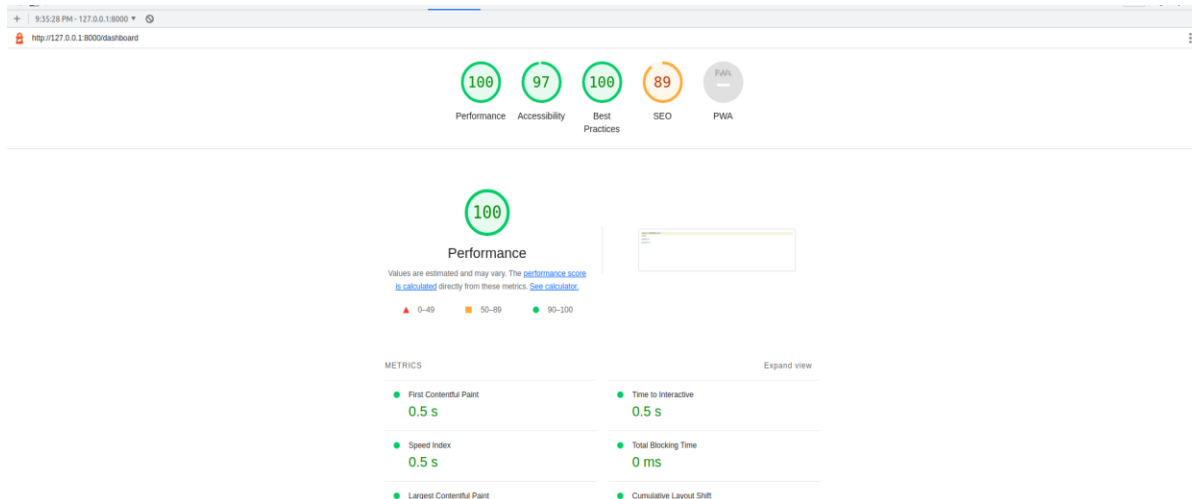 9:35:28 PM - 127.0.0.1:8000
http://127.0.0.1:8000/dashboard
100
97
100
89
PWA
Performance
Accessibility
Best
Practices
SEO
PWA
100
Performance
Values are estimated and may vary. The performance score
is calculated directly from these metrics. See calculator.
0–49
50–89
90–100
METRICS
Expand view
First Contentful Paint
0.5 s
Time to Interactive
0.5 s
Speed Index
0.5 s
Total Blocking Time
0 ms
Largest Contentful Paint
Cumulative Layout Shift